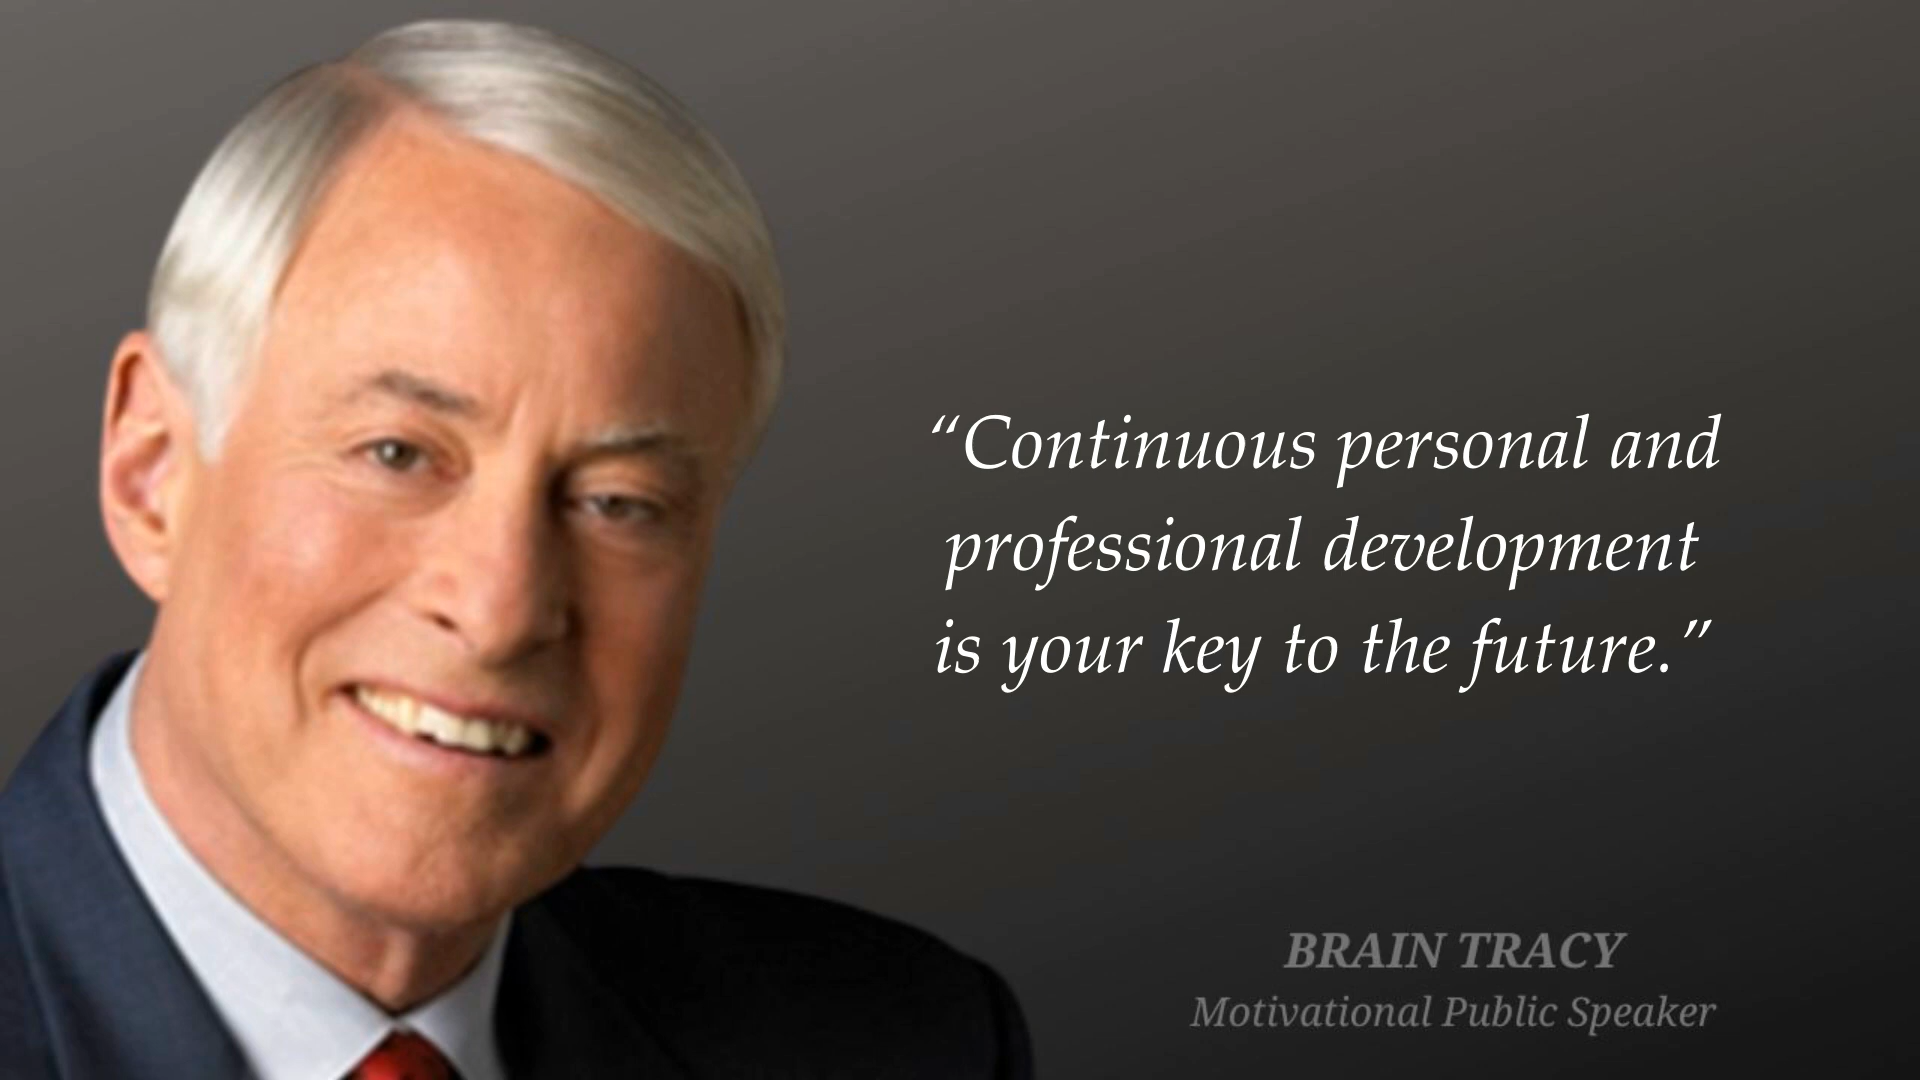 “Continuous personal and
professional development
is your key to the future.”
BRAIN TRACY
Motivational Public Speaker